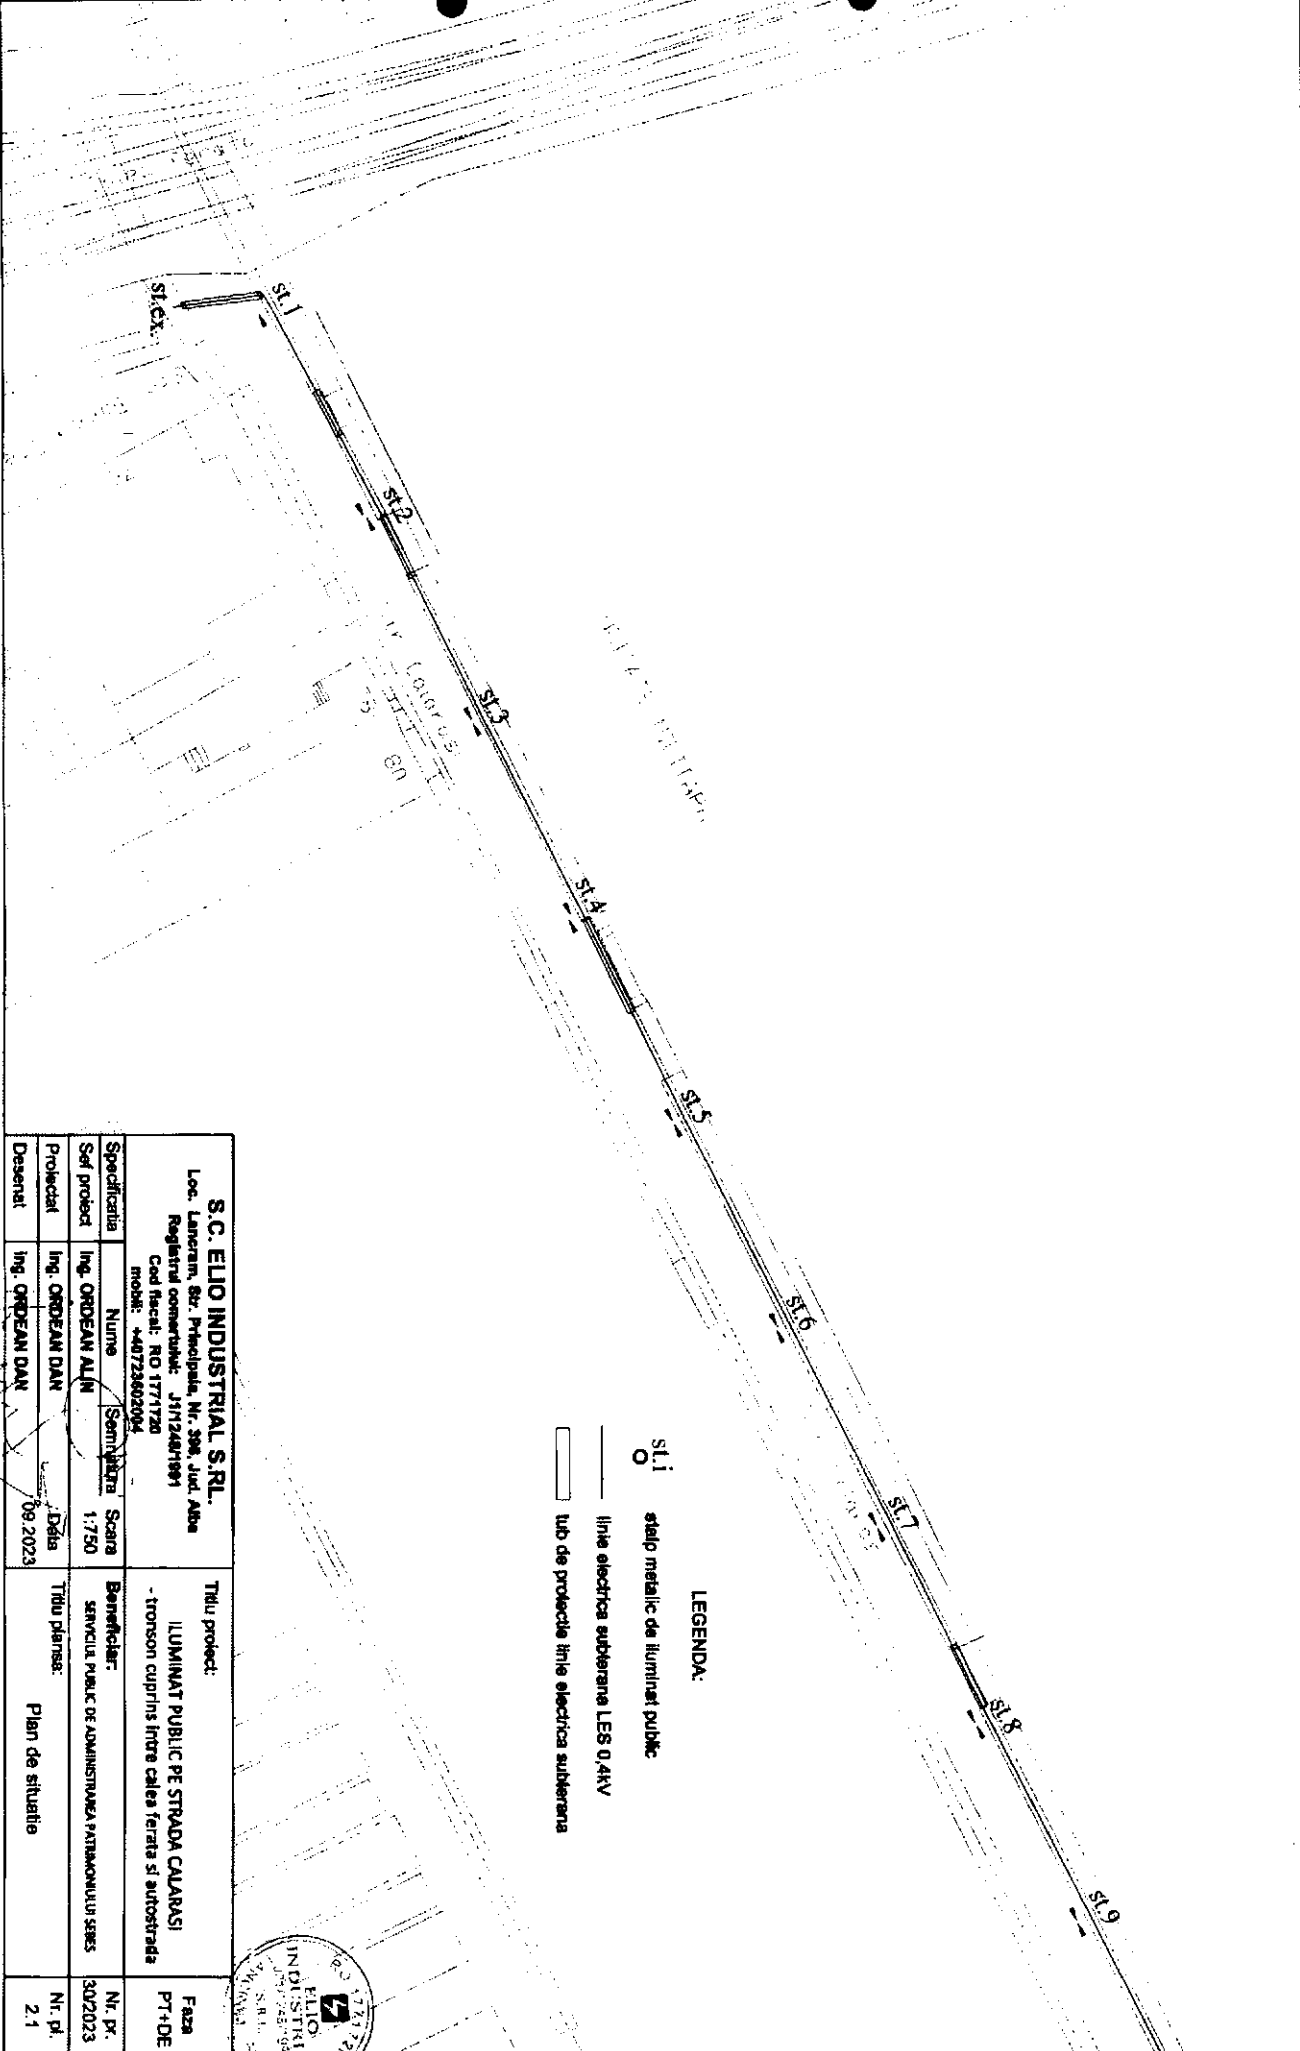 st.ex.
st.1
st.2
st.3
st.4
st.5
st.6
st.7
st.8
st.9
80
LEGENDA:
st.i stalp metalic de iluminat public
linie electrica subterana LES 0,4kV
tub de protectie linie electrica subterana
S.C. ELIO INDUSTRIAL S.RL.
Loc. Lancram, Str. Principala, Nr. 396, Jud. Alba
Registrul comertului: J1/1248/1991
Cod fiscal: RO 1771720
mobil: +40723602004
Titlu proiect:
ILUMINAT PUBLIC PE STRADA CALARASI
- tronson cuprins intre calea ferata si autostrada
Faza
PT+DE
Specificatia Nume Semnatura Scara
1:750
Sef proiect Ing. ORDEAN ALIN
Proiectat Ing. ORDEAN DAN Data
Desenat Ing. ORDEAN DAN 09.2023
Beneficiar:
SERVICIUL PUBLIC DE ADMINISTRAREA PATRIMONIULUI SEBES
Nr. pr.
30/2023
Titlu plansa:
Plan de situatie
Nr. pl.
2.1
ELIO